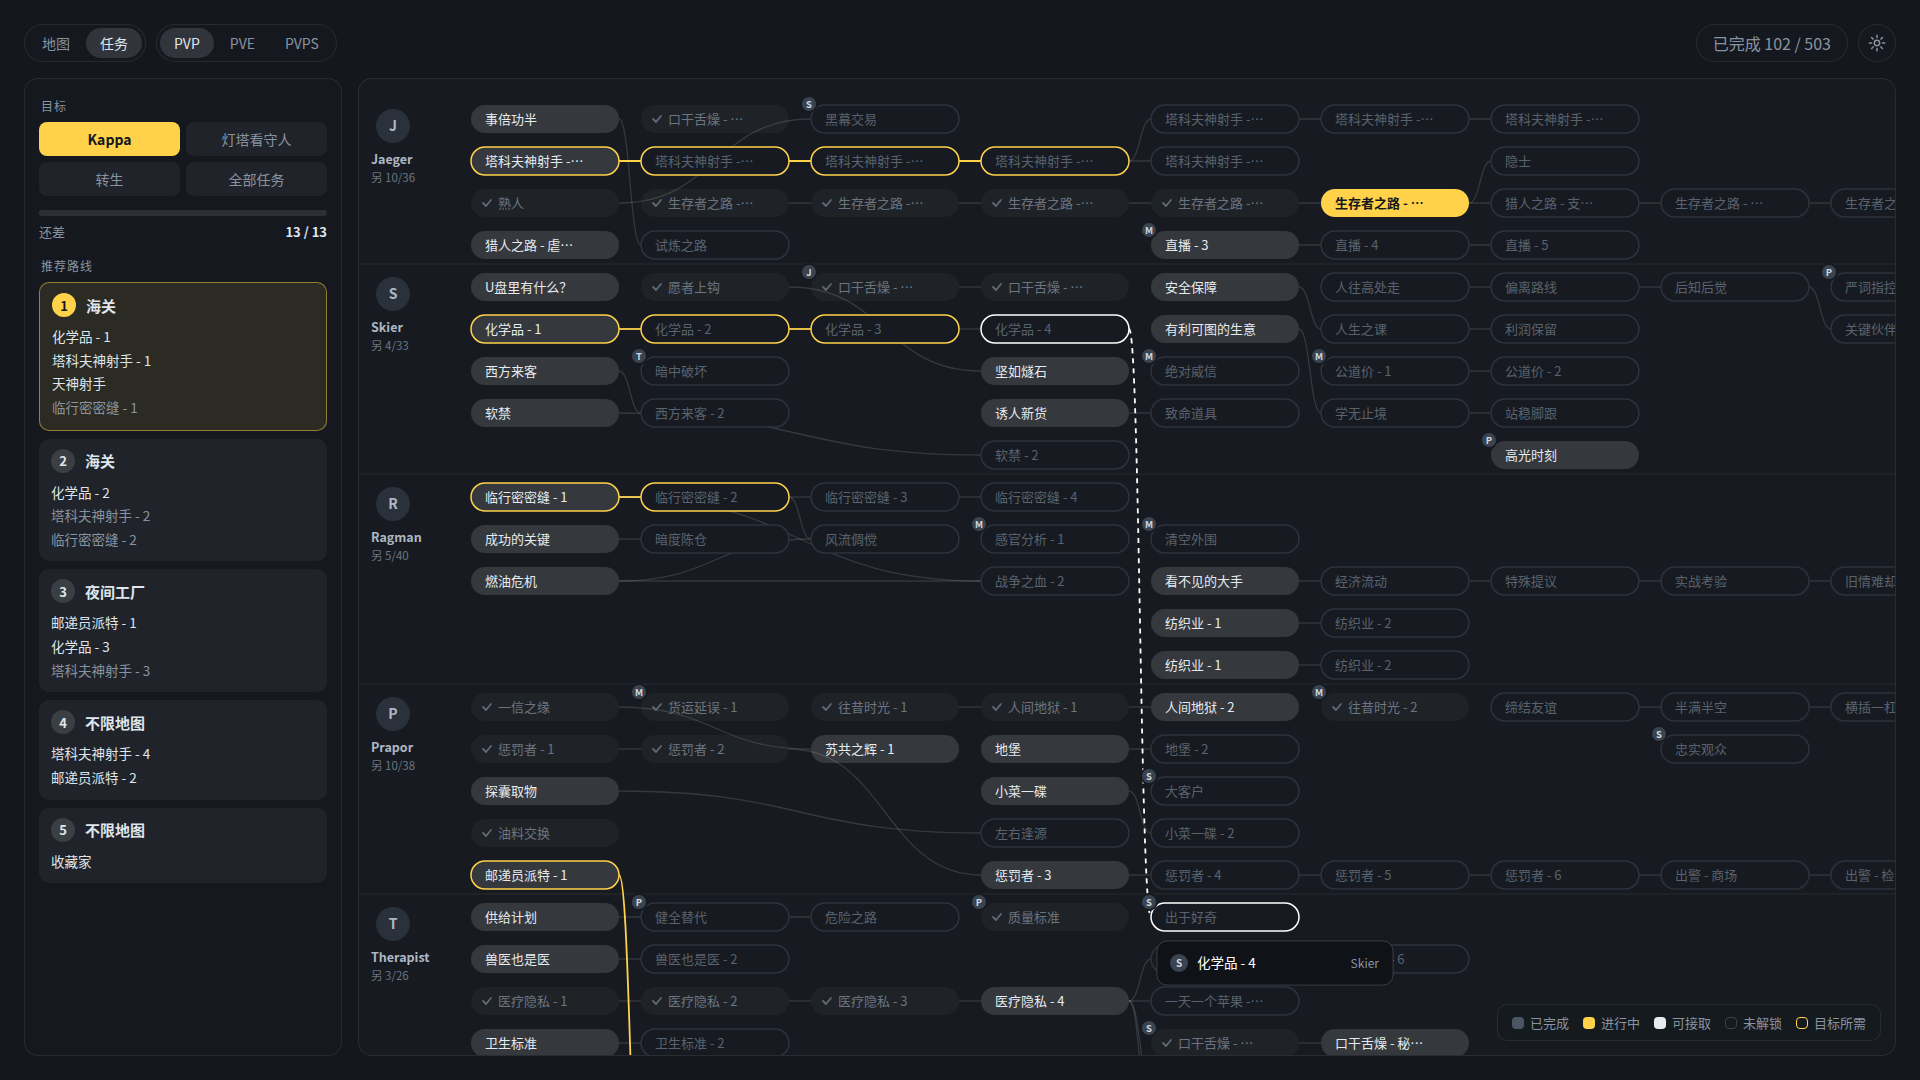 地图 任务 PVP PVE PVPS 已完成 102 / 503
目标
Kappa 灯塔看守人
转生 全部任务
还差 13 / 13
推荐路线
1 海关
化学品 - 1
塔科夫神射手 - 1
天神射手
临行密密缝 - 1
2 海关
化学品 - 2
塔科夫神射手 - 2
临行密密缝 - 2
3 夜间工厂
邮递员派特 - 1
化学品 - 3
塔科夫神射手 - 3
4 不限地图
塔科夫神射手 - 4
邮递员派特 - 2
5 不限地图
收藏家
J
Jaeger
另 10/36
事倍功半 口干舌燥 - ⋯ S 黑幕交易 塔科夫神射手 -⋯ 塔科夫神射手 -⋯ 塔科夫神射手 -⋯
塔科夫神射手 -⋯ 塔科夫神射手 -⋯ 塔科夫神射手 -⋯ 塔科夫神射手 -⋯ 塔科夫神射手 -⋯ 隐士
熟人 生存者之路 -⋯ 生存者之路 -⋯ 生存者之路 -⋯ 生存者之路 -⋯ 生存者之路 - ⋯ 猎人之路 - 支⋯ 生存者之路 - ⋯ 生存者之
猎人之路 - 虐⋯ 试炼之路 M 直播 - 3 直播 - 4 直播 - 5
S
Skier
另 4/33
U盘里有什么? 愿者上钩 J 口干舌燥 - ⋯ 口干舌燥 - ⋯ 安全保障 人往高处走 偏离路线 后知后觉 P 严词指控
化学品 - 1 化学品 - 2 化学品 - 3 化学品 - 4 有利可图的生意 人生之课 利润保留 关键伙伴
西方来客 T 暗中破坏 坚如燧石 M 绝对威信 M 公道价 - 1 公道价 - 2
软禁 西方来客 - 2 诱人新货 致命道具 学无止境 站稳脚跟
软禁 - 2 P 高光时刻
R
Ragman
另 5/40
临行密密缝 - 1 临行密密缝 - 2 临行密密缝 - 3 临行密密缝 - 4
成功的关键 暗度陈仓 风流倜傥 M 感官分析 - 1 M 清空外围
燃油危机 战争之血 - 2 看不见的大手 经济流动 特殊提议 实战考验 旧情难却
纺织业 - 1 纺织业 - 2
纺织业 - 1 纺织业 - 2
P
Prapor
另 10/38
一信之缘 M 货运延误 - 1 往昔时光 - 1 人间地狱 - 1 人间地狱 - 2 M 往昔时光 - 2 缔结友谊 半满半空 横插一杠
惩罚者 - 1 惩罚者 - 2 苏共之辉 - 1 地堡 地堡 - 2 S 忠实观众
探囊取物 小菜一碟 S 大客户
油料交换 左右逢源 小菜一碟 - 2
邮递员派特 - 1 惩罚者 - 3 惩罚者 - 4 惩罚者 - 5 惩罚者 - 6 出警 - 商场 出警 - 检
T
Therapist
另 3/26
供给计划 P 健全替代 危险之路 P 质量标准 S 出于好奇
兽医也是医 兽医也是医 - 2 - 6
S 化学品 - 4 Skier
医疗隐私 - 1 医疗隐私 - 2 医疗隐私 - 3 医疗隐私 - 4 一天一个苹果 -⋯
卫生标准 卫生标准 - 2 S 口干舌燥 - ⋯ 口干舌燥 - 秘⋯
已完成 进行中 可接取 未解锁 目标所需